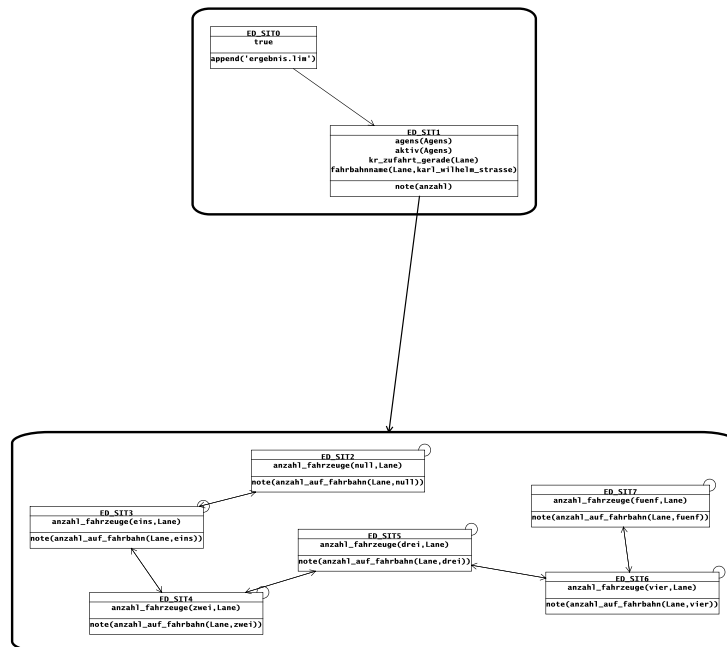 ED_SIT0
true
append('ergebnis.lim')
ED_SIT1
agens(Agens)
aktiv(Agens)
kr_zufahrt_gerade(Lane)
fahrbahnname(Lane,karl_wilhelm_strasse)
note(anzahl)
ED_SIT2
anzahl_fahrzeuge(null,Lane)
note(anzahl_auf_fahrbahn(Lane,null))
ED_SIT3
anzahl_fahrzeuge(eins,Lane)
note(anzahl_auf_fahrbahn(Lane,eins))
ED_SIT4
anzahl_fahrzeuge(zwei,Lane)
note(anzahl_auf_fahrbahn(Lane,zwei))
ED_SIT5
anzahl_fahrzeuge(drei,Lane)
note(anzahl_auf_fahrbahn(Lane,drei))
ED_SIT7
anzahl_fahrzeuge(fuenf,Lane)
note(anzahl_auf_fahrbahn(Lane,fuenf))
ED_SIT6
anzahl_fahrzeuge(vier,Lane)
note(anzahl_auf_fahrbahn(Lane,vier))